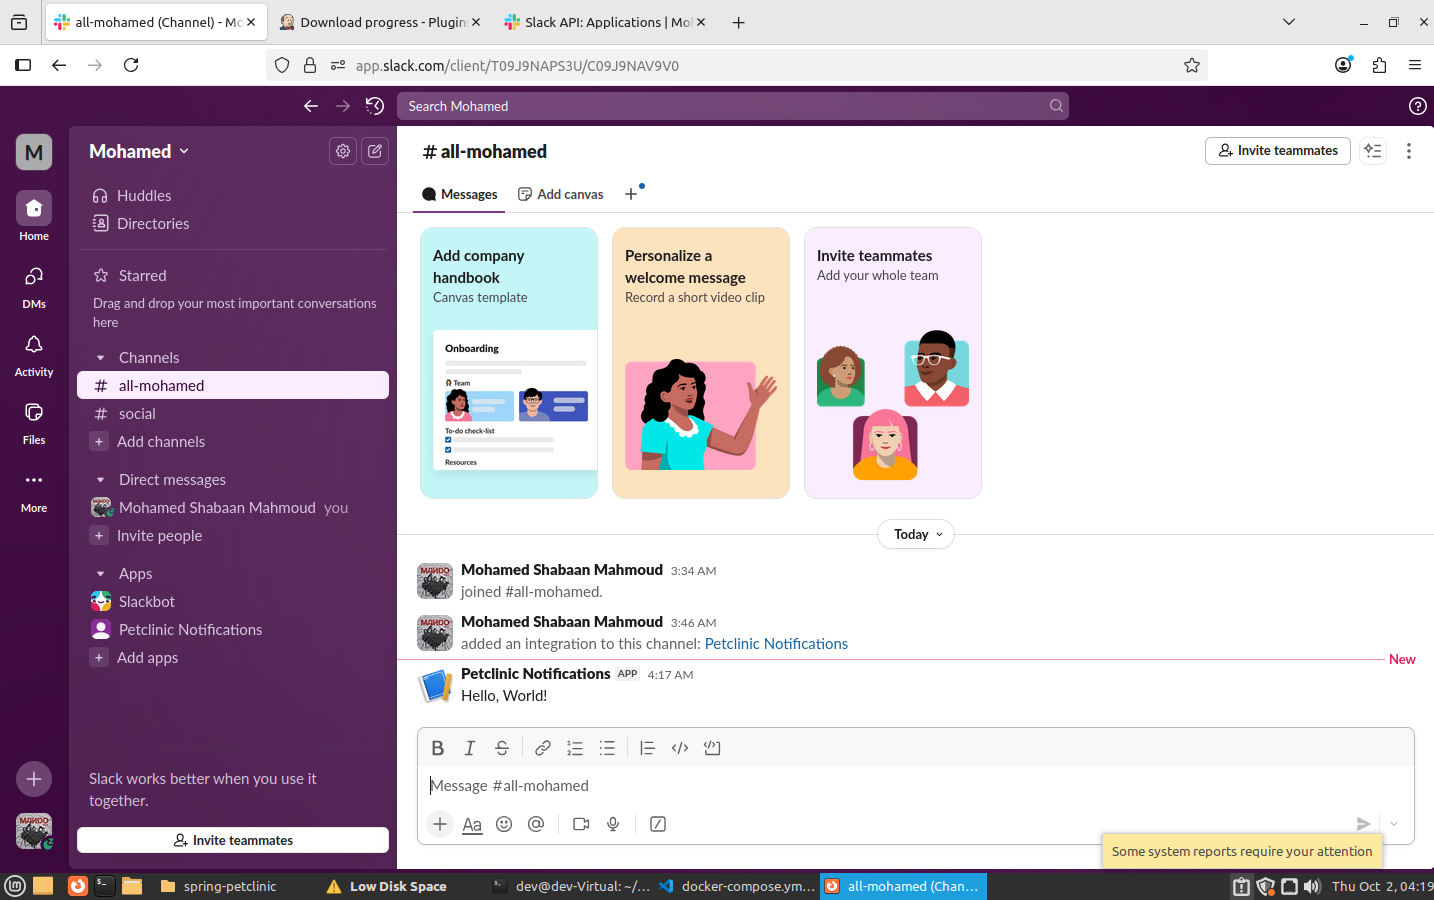 all-mohamed (Channel) - Mo
Download progress - Plugin
Slack API: Applications | Mo
app.slack.com/client/T09J9NAPS3U/C09J9NAV9V0
Search Mohamed
M
Mohamed
Home
DMs
Activity
Files
More
Huddles
Directories
Starred
Drag and drop your most important conversations
here
Channels
# all-mohamed
# social
+ Add channels
Direct messages
Mohamed Shabaan Mahmoud you
+ Invite people
Apps
Slackbot
Petclinic Notifications
+ Add apps
Slack works better when you use it
together.
Invite teammates
# all-mohamed
Invite teammates
Messages
Add canvas
Add company
handbook
Canvas template
Onboarding
Team
To-do check-list
Resources
Personalize a
welcome message
Record a short video clip
Invite teammates
Add your whole team
Today
Mohamed Shabaan Mahmoud 3:34 AM
joined #all-mohamed.
Mohamed Shabaan Mahmoud 3:46 AM
added an integration to this channel: Petclinic Notifications
New
Petclinic Notifications APP 4:17 AM
Hello, World!
Message #all-mohamed
Aa
Some system reports require your attention
spring-petclinic
Low Disk Space
dev@dev-Virtual: ~/...
docker-compose.ym...
all-mohamed (Chan...
Thu Oct 2, 04:19